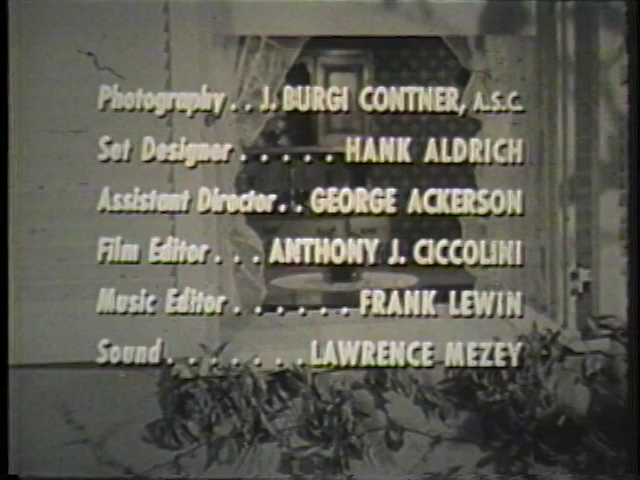 Photography . . J. BURGI CONTNER, A.S.C.
Set Designer . . . . . HANK ALDRICH
Assistant Director . . GEORGE ACKERSON
Film Editor . . . ANTHONY J. CICCOLINI
Music Editor . . . . . . FRANK LEWIN
Sound . . . . . . . LAWRENCE MEZEY